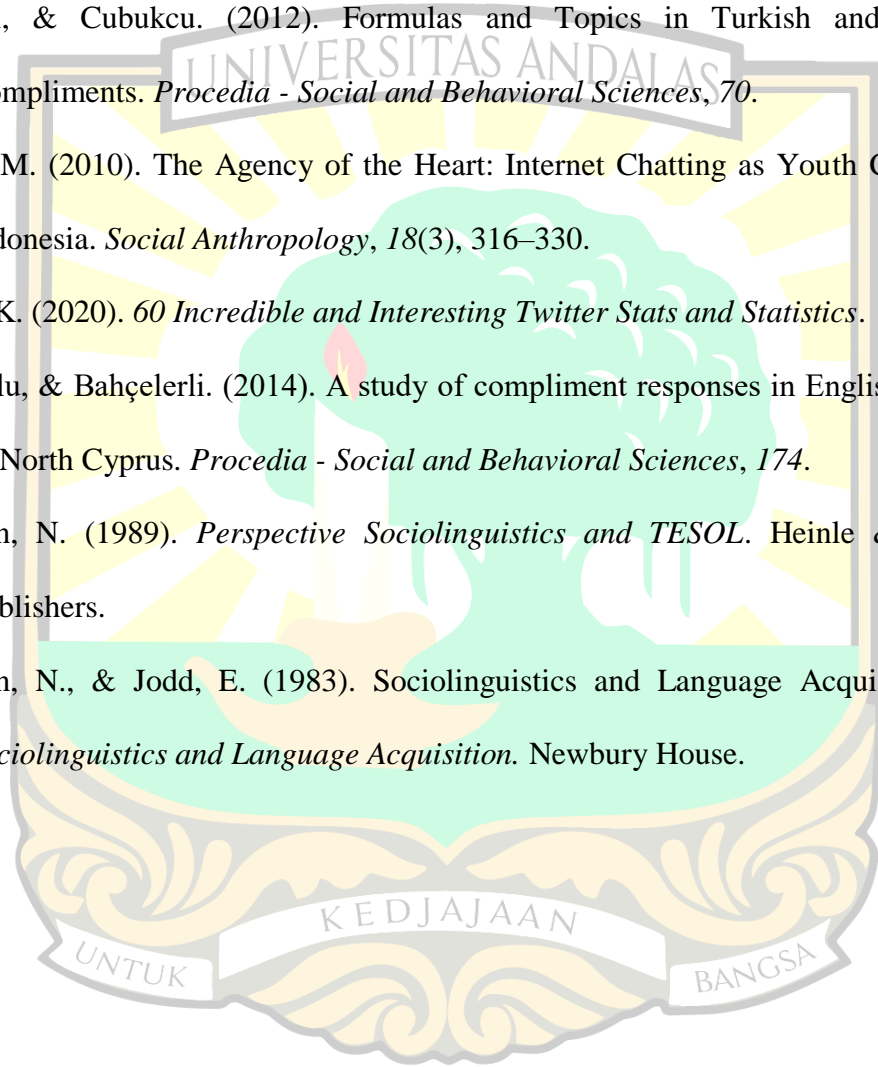 & Cubukcu. (2012). Formulas and Topics in Turkish and
UNIVERSITAS ANDALAS
ompliments. Procedia - Social and Behavioral Sciences, 70.
M. (2010). The Agency of the Heart: Internet Chatting as Youth C
donesia. Social Anthropology, 18(3), 316–330.
K. (2020). 60 Incredible and Interesting Twitter Stats and Statistics.
lu, & Bahçelerli. (2014). A study of compliment responses in Englis
North Cyprus. Procedia - Social and Behavioral Sciences, 174.
n, N. (1989). Perspective Sociolinguistics and TESOL. Heinle &
blishers.
n, N., & Jodd, E. (1983). Sociolinguistics and Language Acqui
ciolinguistics and Language Acquisition. Newbury House.
KEDJAJAAN
UNTUK
BANGSA